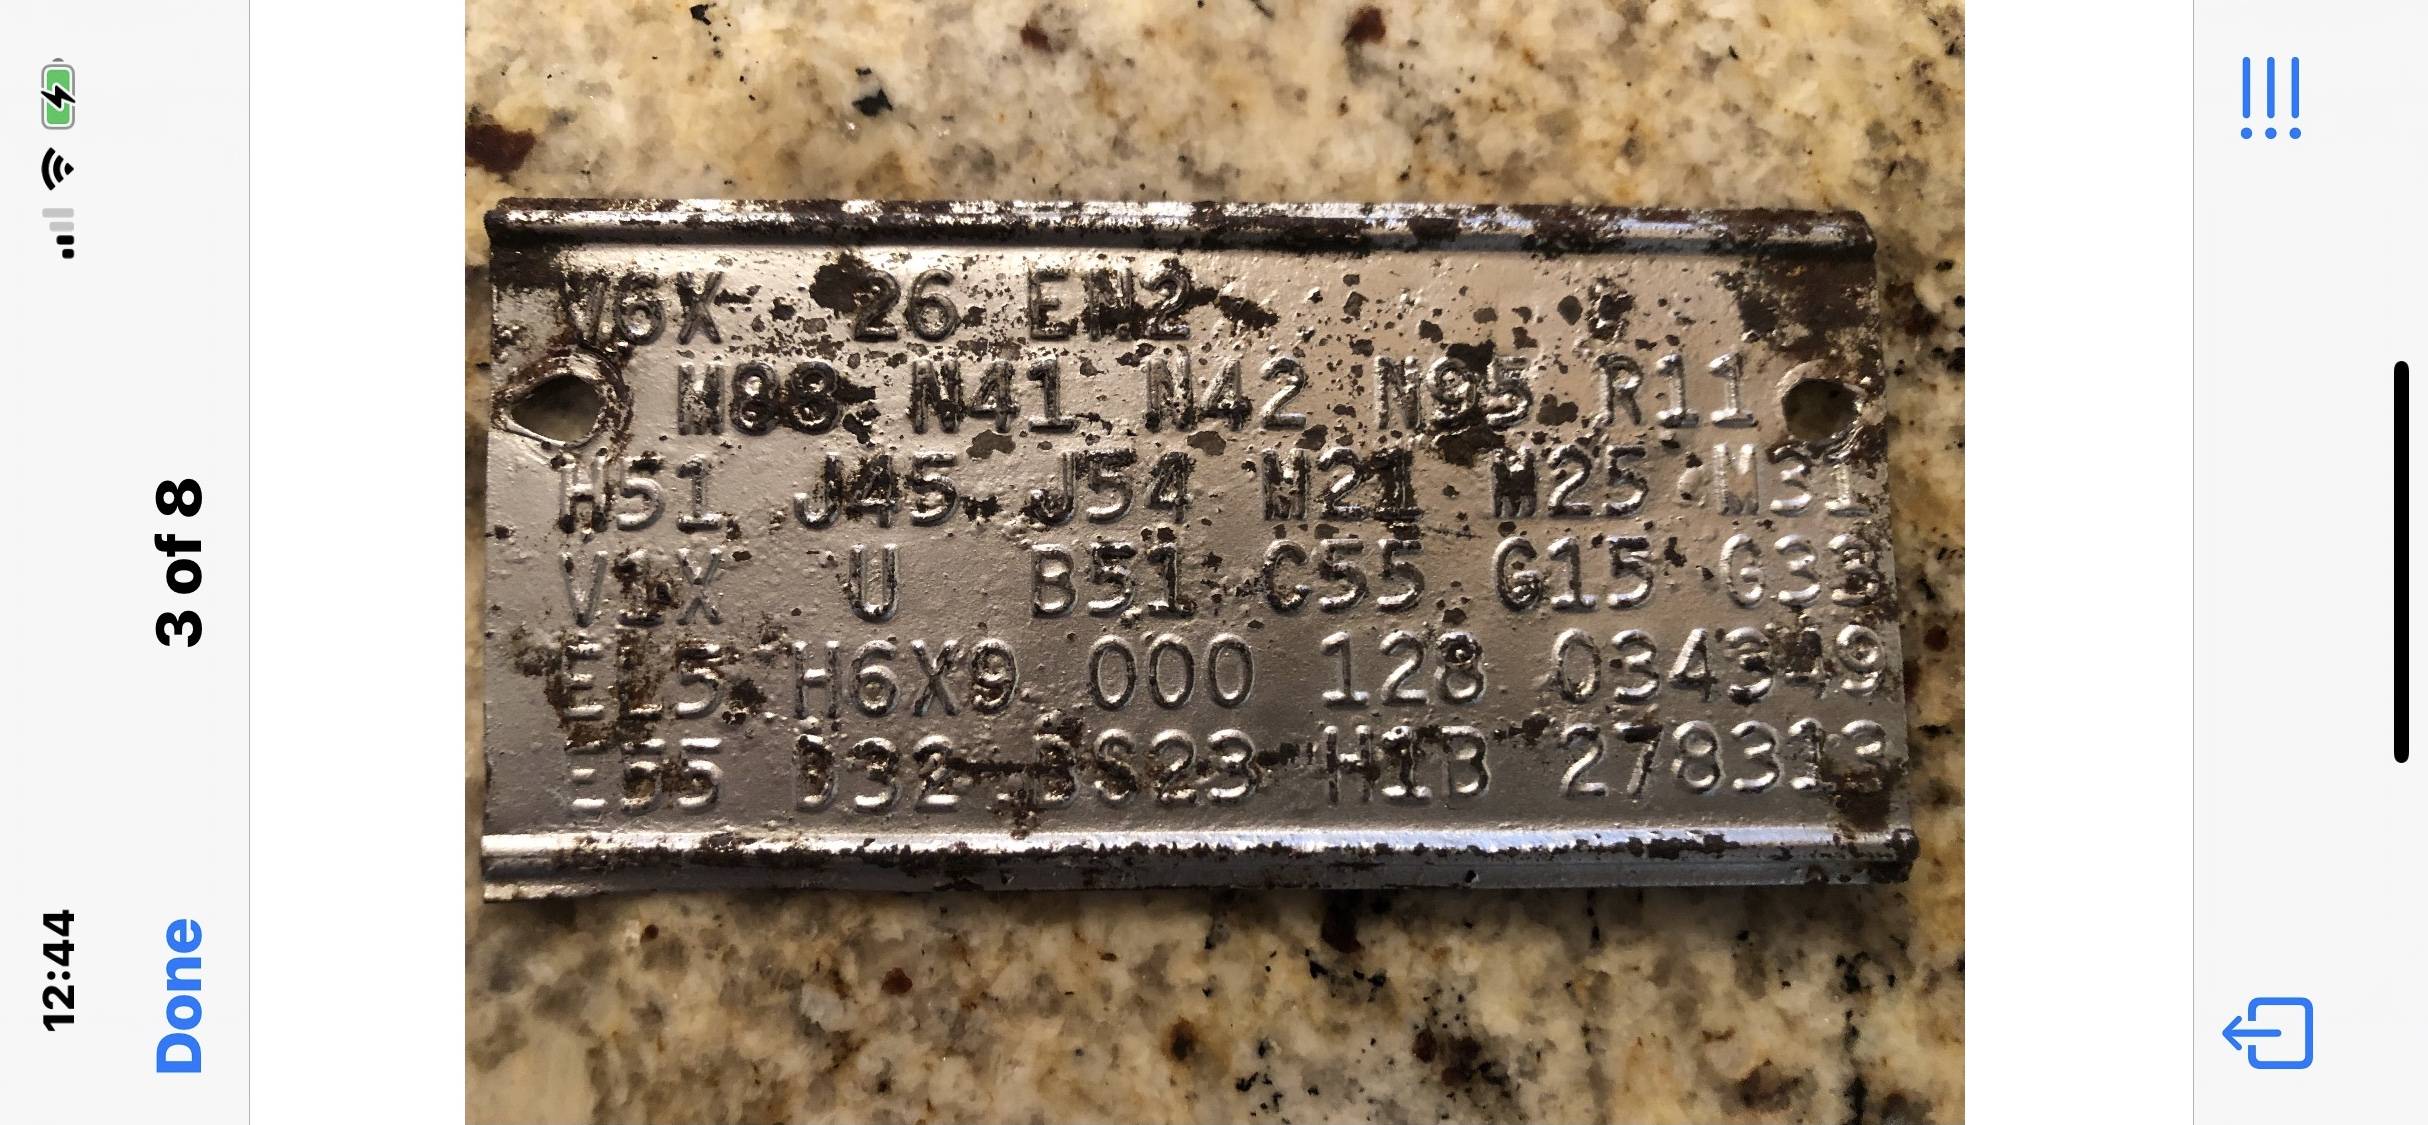 12:44
Done
3 of 8
V6X 26 EN2
M88 N41 N42 N95 R11
H51 J45 J54 M21 M25 M31
V1X U B51 C55 G15 G33
EL5 H6X9 000 128 034349
E55 D32 BS23 H1B 278313